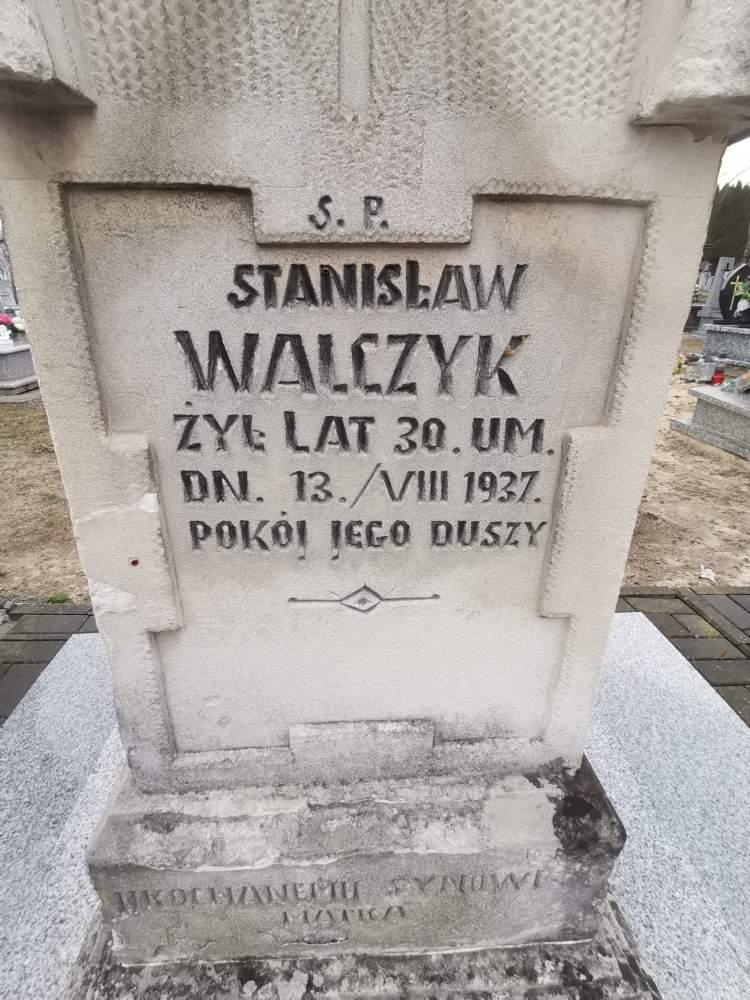 S. P.
STANISŁAW
WALCZYK
ŻYŁ LAT 30. UM.
DN. 13./VIII 1937.
POKÓJ JEGO DUSZY
UKOCHANEMU SYNOWI
MATKA